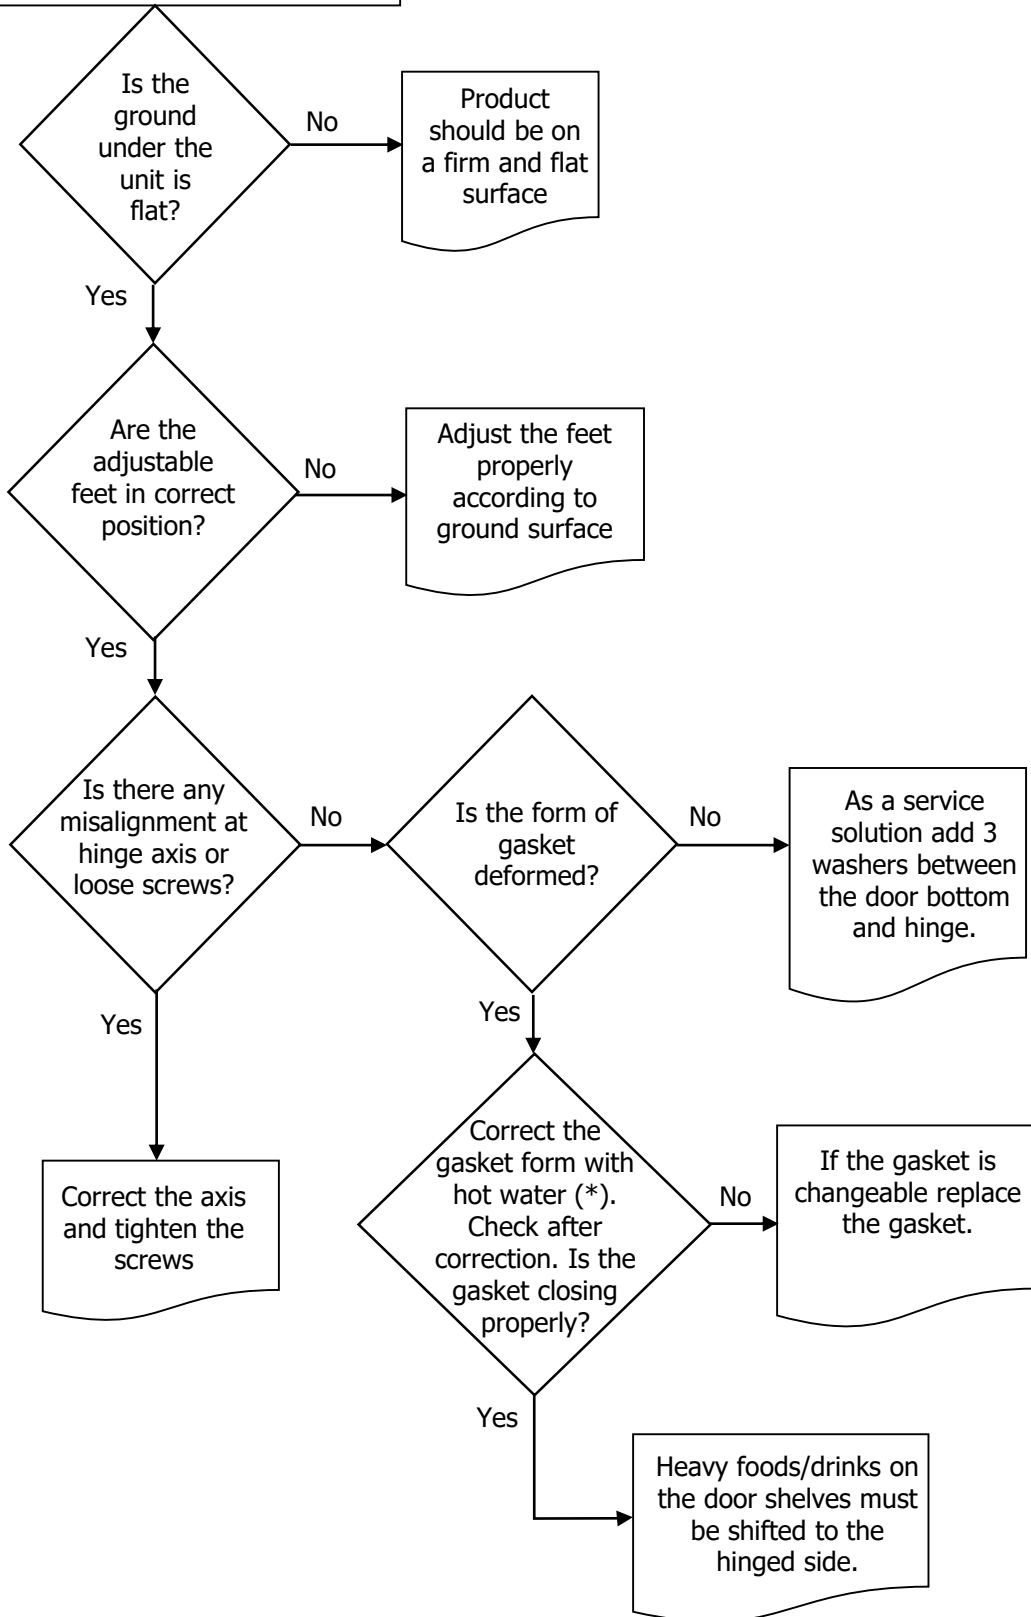 Is the
ground
under the
unit is
flat?
No
Product
should be on
a firm and flat
surface
Yes
Are the
adjustable
feet in correct
position?
No
Adjust the feet
properly
according to
ground surface
Yes
Is there any
misalignment at
hinge axis or
loose screws?
No
Is the form of
gasket
deformed?
No
As a service
solution add 3
washers between
the door bottom
and hinge.
Yes
Yes
Correct the axis
and tighten the
screws
Correct the
gasket form with
hot water (*).
Check after
correction. Is the
gasket closing
properly?
No
If the gasket is
changeable replace
the gasket.
Yes
Heavy foods/drinks on
the door shelves must
be shifted to the
hinged side.